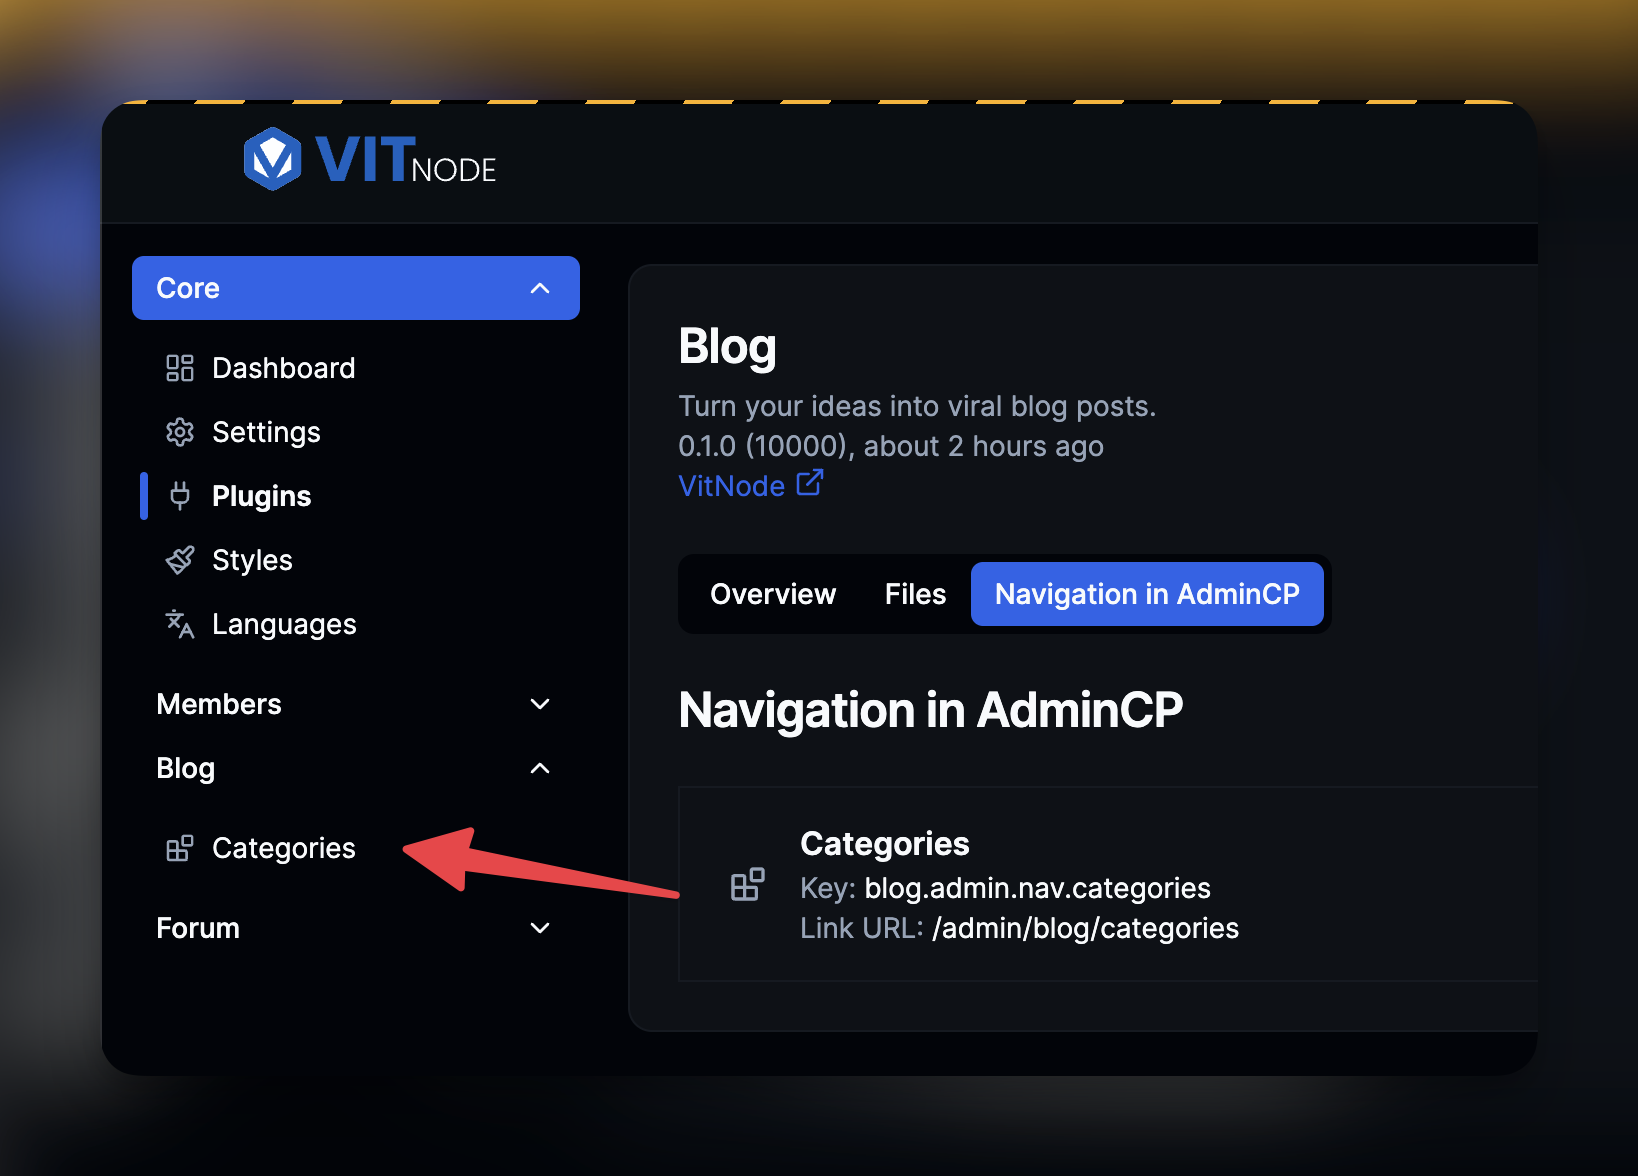 VITNODE
Core
Dashboard
Settings
Plugins
Styles
Languages
Members
Blog
Categories
Forum
Blog
Turn your ideas into viral blog posts.
0.1.0 (10000), about 2 hours ago
VitNode
Overview Files Navigation in AdminCP
Navigation in AdminCP
Categories
Key: blog.admin.nav.categories
Link URL: /admin/blog/categories